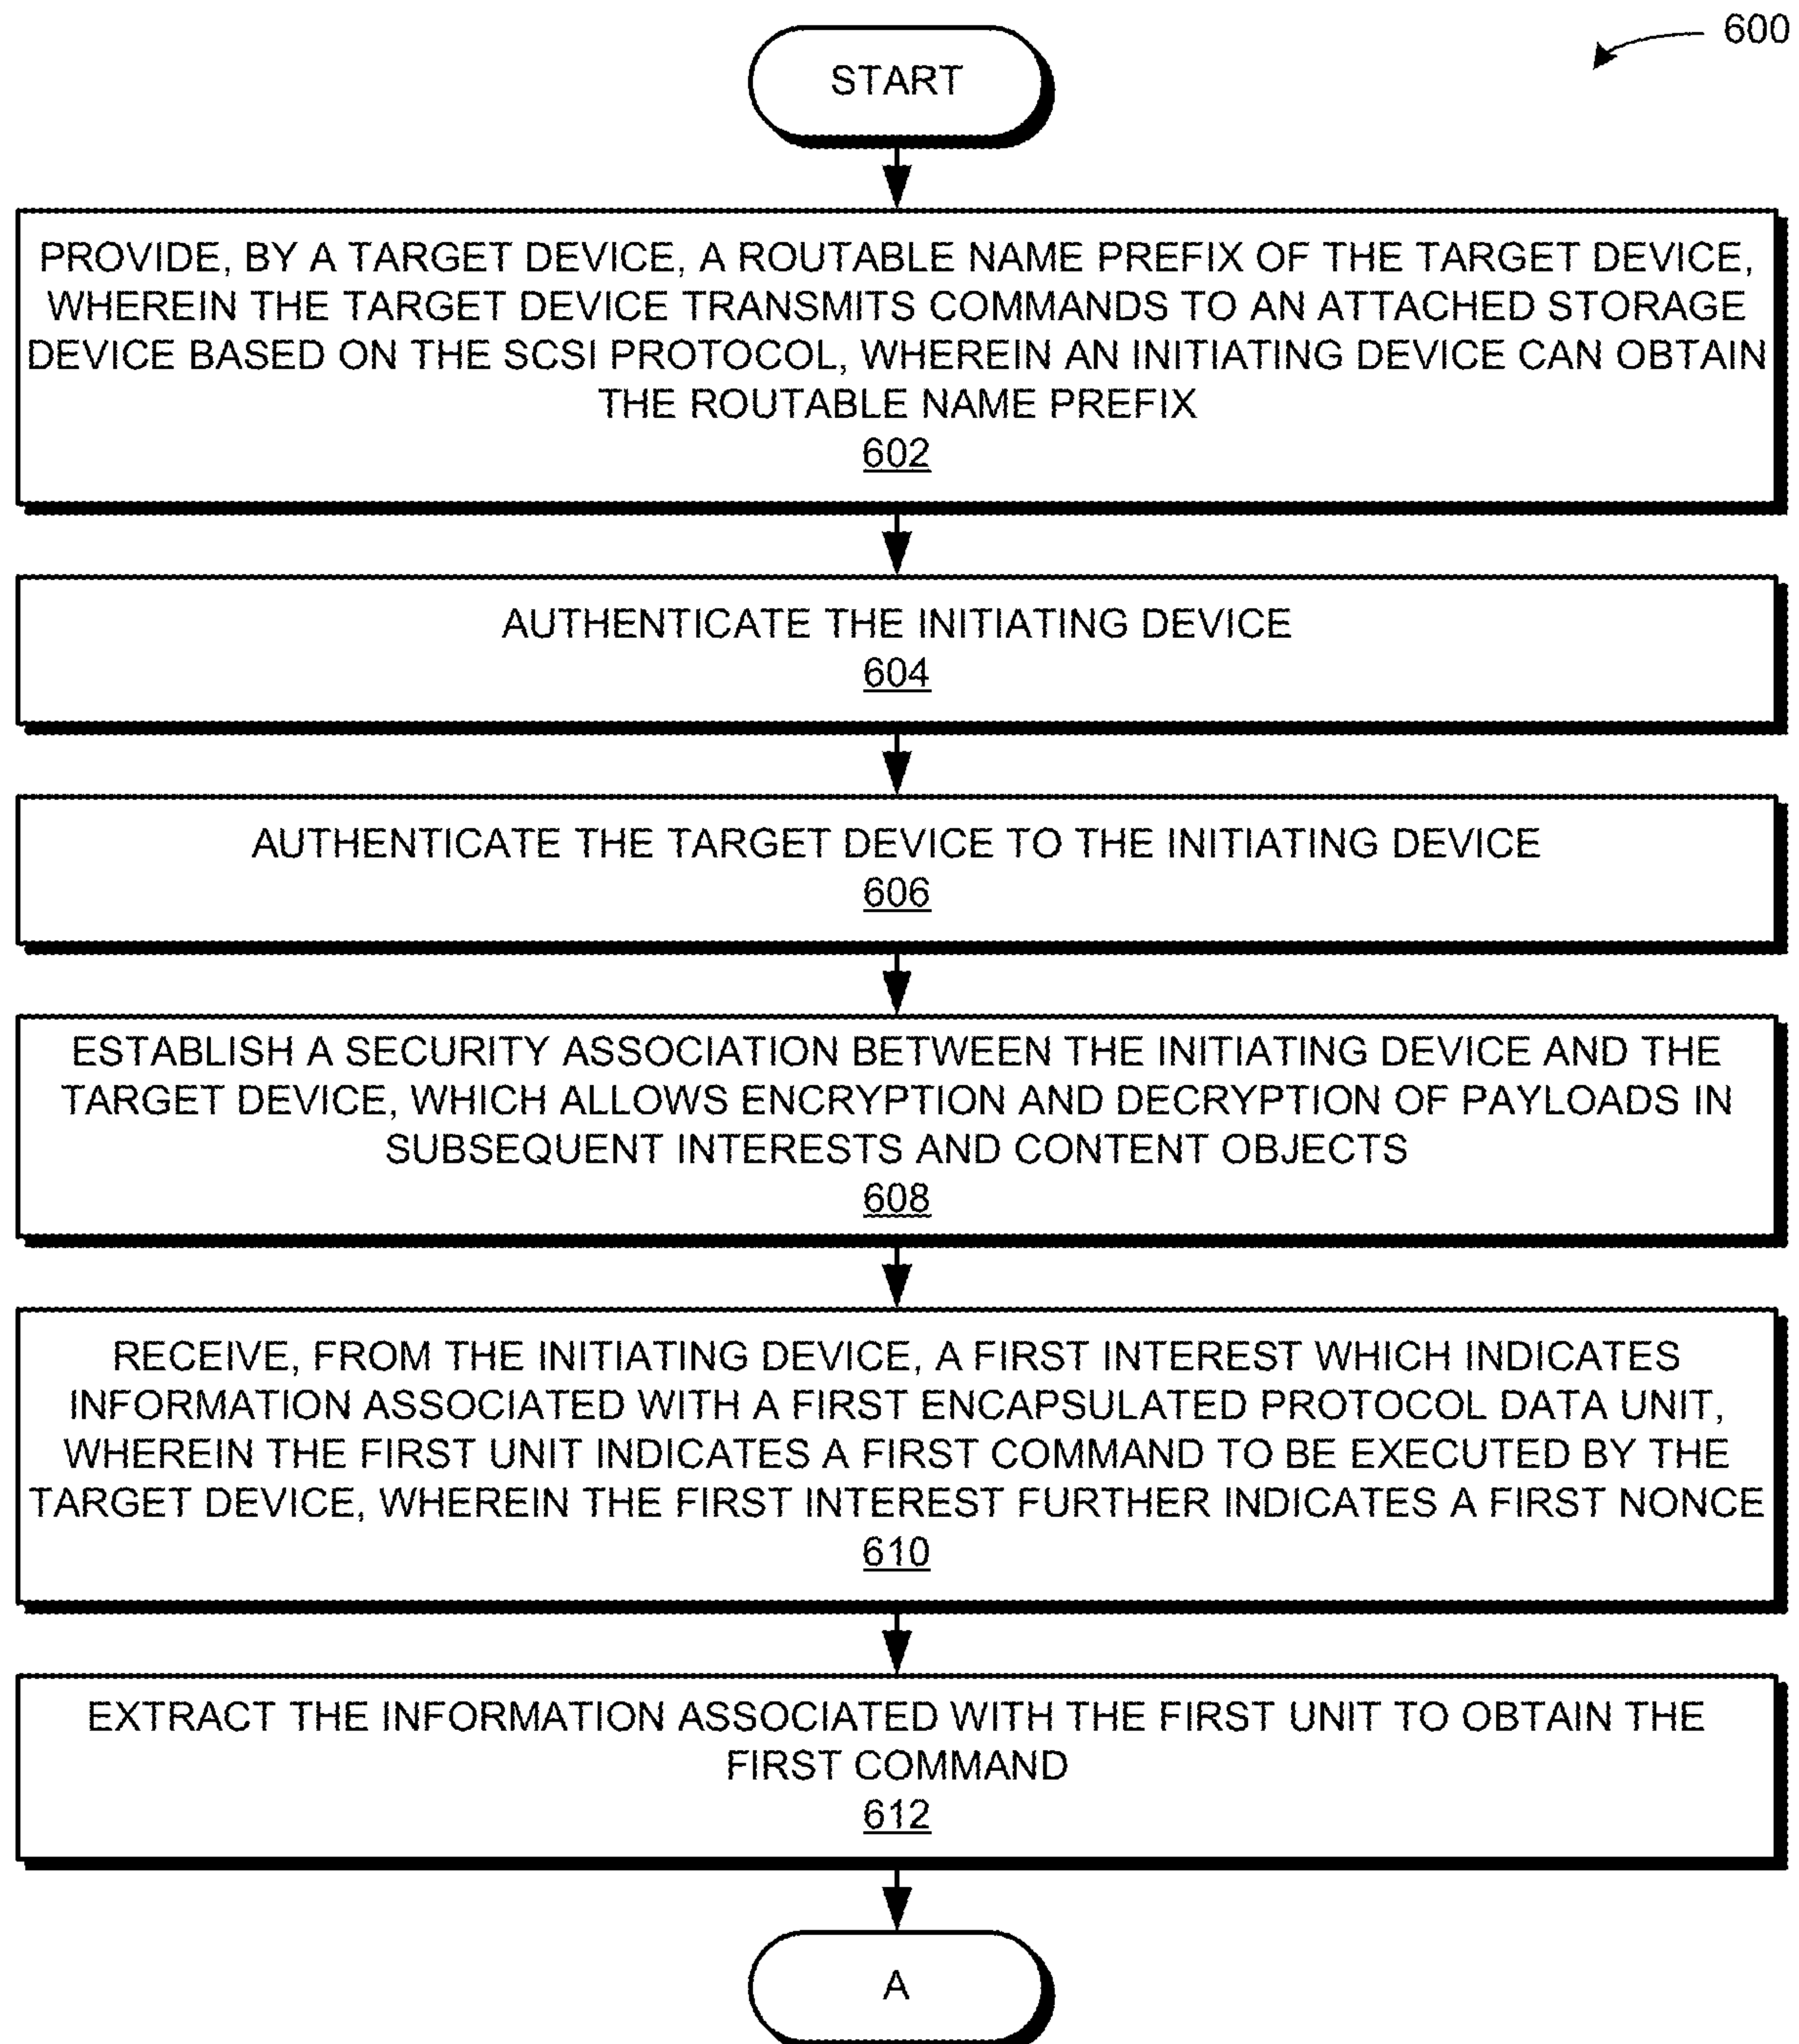 600
START
PROVIDE, BY A TARGET DEVICE, A ROUTABLE NAME PREFIX OF THE TARGET DEVICE,
WHEREIN THE TARGET DEVICE TRANSMITS COMMANDS TO AN ATTACHED STORAGE
DEVICE BASED ON THE SCSI PROTOCOL, WHEREIN AN INITIATING DEVICE CAN OBTAIN
THE ROUTABLE NAME PREFIX
602
AUTHENTICATE THE INITIATING DEVICE
604
AUTHENTICATE THE TARGET DEVICE TO THE INITIATING DEVICE
606
ESTABLISH A SECURITY ASSOCIATION BETWEEN THE INITIATING DEVICE AND THE
TARGET DEVICE, WHICH ALLOWS ENCRYPTION AND DECRYPTION OF PAYLOADS IN
SUBSEQUENT INTERESTS AND CONTENT OBJECTS
608
RECEIVE, FROM THE INITIATING DEVICE, A FIRST INTEREST WHICH INDICATES
INFORMATION ASSOCIATED WITH A FIRST ENCAPSULATED PROTOCOL DATA UNIT,
WHEREIN THE FIRST UNIT INDICATES A FIRST COMMAND TO BE EXECUTED BY THE
TARGET DEVICE, WHEREIN THE FIRST INTEREST FURTHER INDICATES A FIRST NONCE
610
EXTRACT THE INFORMATION ASSOCIATED WITH THE FIRST UNIT TO OBTAIN THE
FIRST COMMAND
612
A